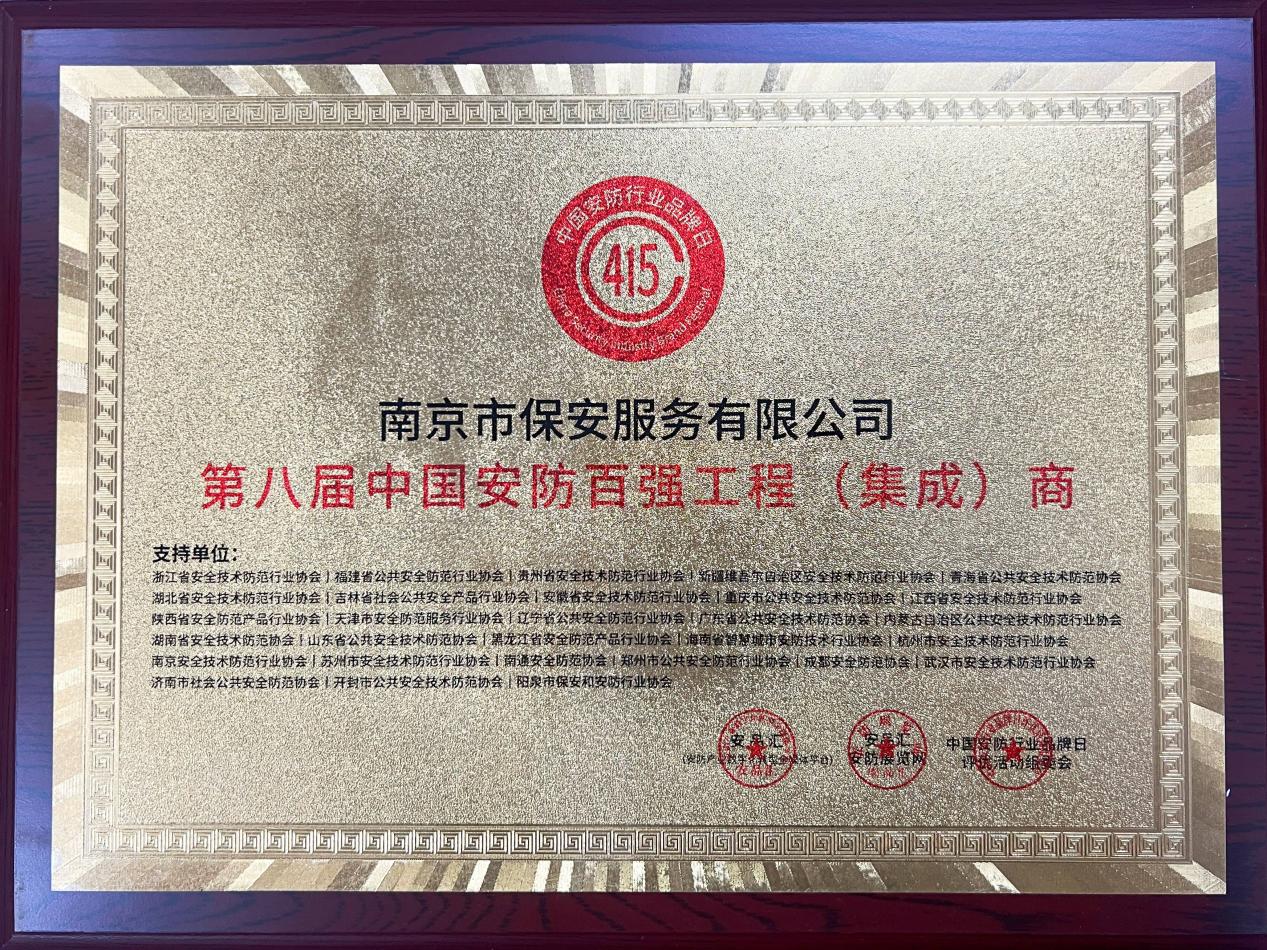 中国安防行业品牌日
415
China Security Industry Brand Festival
南京市保安服务有限公司
第八届中国安防百强工程（集成）商
支持单位：
浙江省安全技术防范行业协会｜福建省公共安全防范行业协会｜贵州省安全技术防范行业协会｜新疆维吾尔自治区安全技术防范行业协会｜青海省公共安全技术防范协会
湖北省安全技术防范行业协会｜吉林省社会公共安全产品行业协会｜安徽省安全技术防范行业协会｜重庆市公共安全技术防范协会｜江西省安全技术防范行业协会
陕西省安全防范产品行业协会｜天津市安全防范服务行业协会｜辽宁省安全防范行业协会｜广东省公共安全技术防范协会｜内蒙古自治区公共安全技术防范行业协会
湖南省安全技术防范协会｜山东省公共安全技术防范协会｜黑龙江省安全防范产品行业协会｜海南省智慧城市安防技术行业协会｜杭州市安全技术防范行业协会
南京安全技术防范行业协会｜苏州市安全技术防范行业协会｜南通安全防范协会｜郑州市公共安全防范行业协会｜成都安全防范协会｜武汉市安全技术防范行业协会
济南市社会公共安全防范协会｜开封市公共安全技术防范协会｜阳泉市保安和安防行业协会
安品汇 安品汇 中国安防行业品牌日
安防展览网 评优活动组委会